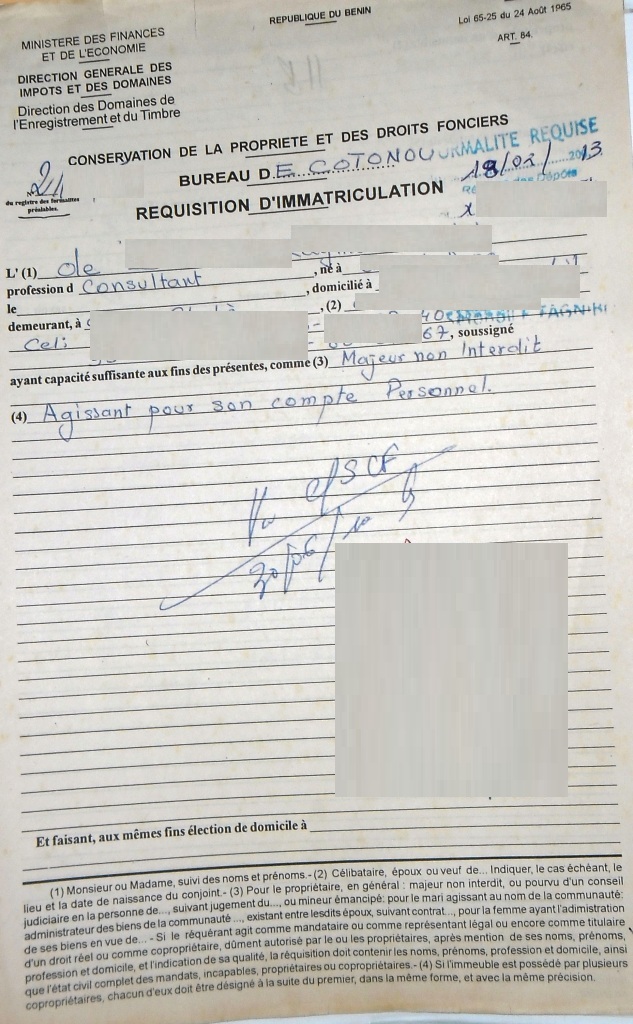 REPUBLIQUE DU BENIN
Loi 65-25 du 24 Août 1965
ART. 84.
MINISTERE DES FINANCES
ET DE L'ECONOMIE
DIRECTION GENERALE DES
IMPOTS ET DES DOMAINES
Direction des Domaines de
l'Enregistrement et du Timbre
CONSERVATION DE LA PROPRIETE ET DES DROITS FONCIERS
BUREAU DE COTONOU
REQUISE
18/02/2013
des Dépôts
N° 24
du registre des formalités
préalables.
REQUISITION D'IMMATRICULATION
x
L' (1) , né à
profession d Consultant , domicilié à
le , (2)
demeurant, à
67, soussigné
ayant capacité suffisante aux fins des présentes, comme (3) Majeur non Interdit
(4) Agissant pour son compte Personnel.
Et faisant, aux mêmes fins élection de domicile à
(1) Monsieur ou Madame, suivi des noms et prénoms.- (2) Célibataire, époux ou veuf de... Indiquer, le cas échéant, le
lieu et la date de naissance du conjoint.- (3) Pour le propriétaire, en général : majeur non interdit, ou pourvu d'un conseil
judiciaire en la personne de..., suivant jugement du..., ou mineur émancipé: pour le mari agissant au nom de la communauté:
administrateur des biens de la communauté ..., existant entre lesdits époux, suivant contrat..., pour la femme ayant l'adimistration
de ses biens en vue de... - Si le réquérant agit comme mandataire ou comme représentant légal ou encore comme titulaire
d'un droit réel ou comme copropriétaire, dûment autorisé par le ou les propriétaires, après mention de ses noms, prénoms,
profession et domicile, et l'indication de sa qualité, la réquisition doit contenir les noms, prénoms, profession et domicile, ainsi
que l'état civil complet des mandats, incapables, propriétaires ou copropriétaires.- (4) Si l'immeuble est possédé par plusieurs
copropriétaires, chacun d'eux doit être désigné à la suite du premier, dans la même forme, et avec la même précision.